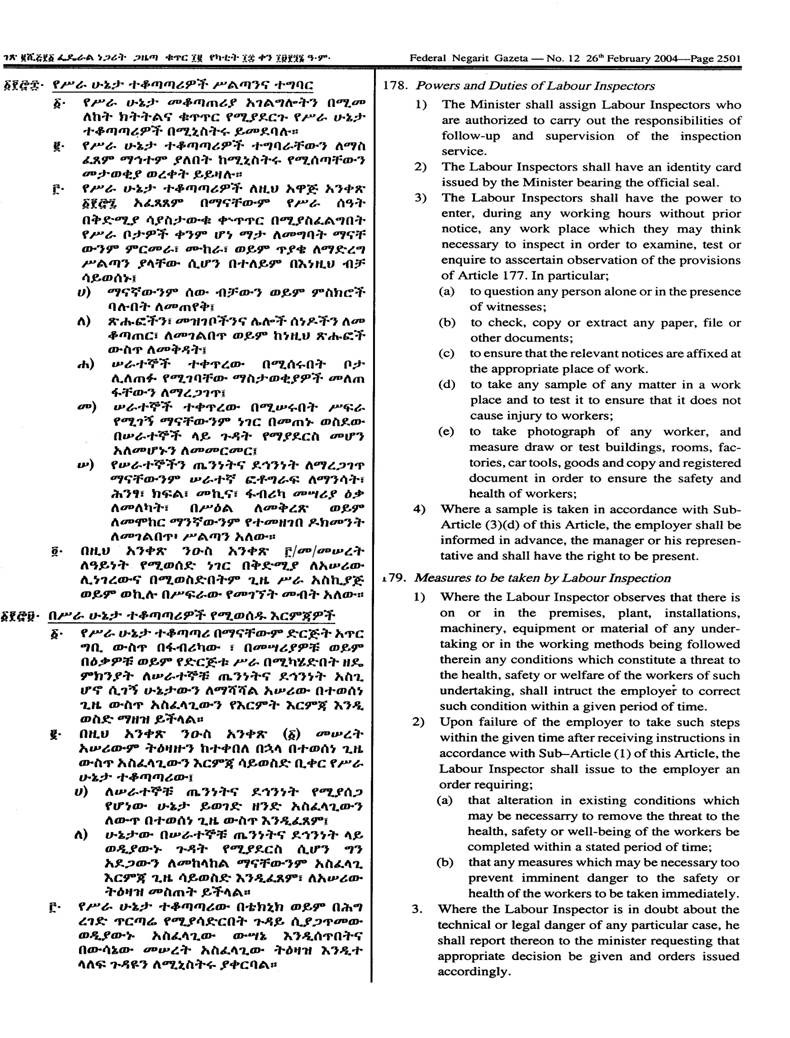 ገጽ ፪ሺ፭፻፩ ፌዴራል ነጋሪት ጋዜጣ ቁጥር ፲፪ የካቲት ፲፰ ቀን ፲፱፻፺፮ ዓ.ም.
Federal Negarit Gazeta — No. 12 26th February 2004—Page 2501
፩፻፸፰· የሥራ ሁኔታ ተቆጣጣሪዎች ሥልጣንና ተግባር
፩· የሥራ ሁኔታ መቆጣጠሪያ አገልግሎትን በሚመ
ለከት ክትትልና ቁጥጥር የሚያደርጉ የሥራ ሁኔታ
ተቆጣጣሪዎች በሚኒስትሩ ይመደባሉ።
፪· የሥራ ሁኔታ ተቆጣጣሪዎች ተግባራቸውን ለማስ
ፈጸም ማኅተም ያለበት ከሚኒስትሩ የሚሰጣቸውን
መታወቂያ ወረቀት ይይዛሉ።
፫· የሥራ ሁኔታ ተቆጣጣሪዎች ለዚህ አዋጅ አንቀጽ
፩፻፸፯ አፈጻጸም በማናቸውም የሥራ ሰዓት
በቅድሚያ ሳያስታውቁ ቍጥጥር በሚያስፈልግበት
የሥራ ቦታዎች ቀንም ሆነ ማታ ለመግባት ማናቸ
ውንም ምርመራ፣ ሙከራ፣ ወይም ጥያቄ ለማድረግ
ሥልጣን ያላቸው ሲሆን በተለይም በእነዚህ ብቻ
ሳይወሰኑ፤
ሀ) ማናኛውንም ሰው ብቻውን ወይም ምስክሮች
ባሉበት ለመጠየቅ፤
ለ) ጽሑፎችን፣ መዝገቦችንና ሌሎች ሰነዶችን ለመ
ቆጣጠር፣ ለመገልበጥ ወይም ከነዚህ ጽሑፎች
ውስጥ ለመቅዳት፤
ሐ) ሠራተኞች ተቀጥረው በሚሰሩበት ቦታ
ሊለጠፉ የሚገባቸው ማስታወቂያዎች መለጠ
ፋቸውን ለማረጋገጥ፤
መ) ሠራተኞች ተቀጥረው በሚሠሩበት ሥፍራ
የሚገኝ ማናቸውንም ነገር በመጠኑ ወስደው
በሠራተኞች ላይ ጉዳት የማያደርስ መሆን
አለመሆኑን ለመመርመር፤
ሠ) የሠራተኞችን ጤንነትና ደኅንነት ለማረጋገጥ
ማናቸውንም ሠራተኛ ፎቶግራፍ ለማንሳት፣
ሕንፃ፣ ክፍል፣ መኪና፣ ፋብሪካ መሣሪያ ዕቃ
ለመለካት፣ በሥዕል ለመቅረጽ ወይም
ለመሞከር ማንኛውንም የተመዘገበ ዶክመንት
ለመገልበጥ፣ ሥልጣን አለው።
፬· በዚህ አንቀጽ ንዑስ አንቀጽ ፫/መ/መሠረት
ለዓይነት የሚወሰድ ነገር በቅድሚያ ለአሠሪው
ሊነገረውና በሚወስድበትም ጊዜ ሥራ አስኪያጅ
ወይም ወኪሉ በሥፍራው የመገኘት መብት አለው።
፩፻፸፱· በሥራ ሁኔታ ተቆጣጣሪዎች የሚወሰዱ እርምጃዎች
፩· የሥራ ሁኔታ ተቆጣጣሪ በማናቸውም ድርጅት አጥር
ግቢ ውስጥ በፋብሪካው ፣ በመሣሪያዎቹ ወይም
በዕቃዎቹ ወይም የድርጅቱ ሥራ በሚካሄድበት ዘዴ
ምክንያት ለሠራተኞቹ ጤንነትና ደኅንነት አስጊ
ሆኖ ሲገኝ ሁኔታውን ለማሻሻል አሠሪው በተወሰነ
ጊዜ ውስጥ አስፈላጊውን የእርምት እርምጃ እንዲ
ወስድ ማዘዝ ይችላል።
፪· በዚህ አንቀጽ ንዑስ አንቀጽ (፩) መሠረት
አሠሪውም ትዕዛዙን ከተቀበለ በኋላ በተወሰነ ጊዜ
ውስጥ አስፈላጊውን እርምጃ ሳይወስድ ቢቀር የሥራ
ሁኔታ ተቆጣጣሪው፤
ሀ) ለሠራተኞቹ ጤንነትና ደኅንነት የሚያሰጋ
የሆነው ሁኔታ ይወገድ ዘንድ አስፈላጊውን
ለውጥ በተወሰነ ጊዜ ውስጥ እንዲፈጸም፤
ለ) ሁኔታው በሠራተኞቹ ጤንነትና ደኅንነት ላይ
ወዲያውኑ ጉዳት የሚያደርስ ሲሆን ግን
አደጋውን ለመከላከል ማናቸውንም አስፈላጊ
እርምጃ ጊዜ ሳይወስድ እንዲፈጸም፣ ለአሠሪው
ትዕዛዝ መስጠት ይችላል።
፫· የሥራ ሁኔታ ተቆጣጣሪው በቴክኒክ ወይም በሕግ
ረገድ ጥርጣሬ የሚያሳድርበት ጉዳይ ሲያጋጥመው
ወዲያውኑ አስፈላጊው ውሣኔ እንዲሰጥበትና
በውሳኔው መሠረት አስፈላጊው ትዕዛዝ እንዲተ
ላለፍ ጉዳዩን ለሚኒስትሩ ያቀርባል።
178. Powers and Duties of Labour Inspectors
1) The Minister shall assign Labour Inspectors who
are authorized to carry out the responsibilities of
follow-up and supervision of the inspection
service.
2) The Labour Inspectors shall have an identity card
issued by the Minister bearing the official seal.
3) The Labour Inspectors shall have the power to
enter, during any working hours without prior
notice, any work place which they may think
necessary to inspect in order to examine, test or
enquire to asscertain observation of the provisions
of Article 177. In particular;
(a) to question any person alone or in the presence
of witnesses;
(b) to check, copy or extract any paper, file or
other documents;
(c) to ensure that the relevant notices are affixed at
the appropriate place of work.
(d) to take any sample of any matter in a work
place and to test it to ensure that it does not
cause injury to workers;
(e) to take photograph of any worker, and
measure draw or test buildings, rooms, fac-
tories, car tools, goods and copy and registered
document in order to ensure the safety and
health of workers;
4) Where a sample is taken in accordance with Sub-
Article (3)(d) of this Article, the employer shall be
informed in advance, the manager or his represen-
tative and shall have the right to be present.
179. Measures to be taken by Labour Inspection
1) Where the Labour Inspector observes that there is
on or in the premises, plant, installations,
machinery, equipment or material of any under-
taking or in the working methods being followed
therein any conditions which constitute a threat to
the health, safety or welfare of the workers of such
undertaking, shall intruct the employer to correct
such condition within a given period of time.
2) Upon failure of the employer to take such steps
within the given time after receiving instructions in
accordance with Sub–Article (1) of this Article, the
Labour Inspector shall issue to the employer an
order requiring;
(a) that alteration in existing conditions which
may be necessarry to remove the threat to the
health, safety or well-being of the workers be
completed within a stated period of time;
(b) that any measures which may be necessary too
prevent imminent danger to the safety or
health of the workers to be taken immediately.
3. Where the Labour Inspector is in doubt about the
technical or legal danger of any particular case, he
shall report thereon to the minister requesting that
appropriate decision be given and orders issued
accordingly.